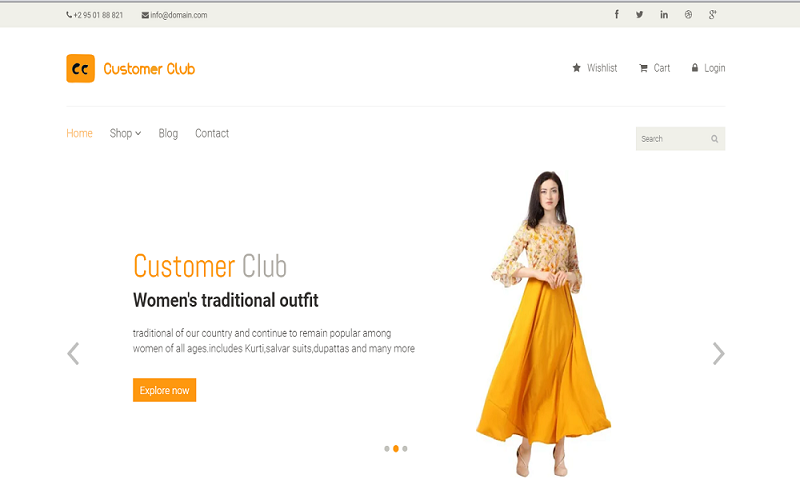 +2 95 01 88 821 info@domain.com
cc Customer Club
Wishlist Cart Login
Home Shop Blog Contact
Search
Customer Club
Women's traditional outfit
traditional of our country and continue to remain popular among
women of all ages.includes Kurti,salvar suits,dupattas and many more
Explore now